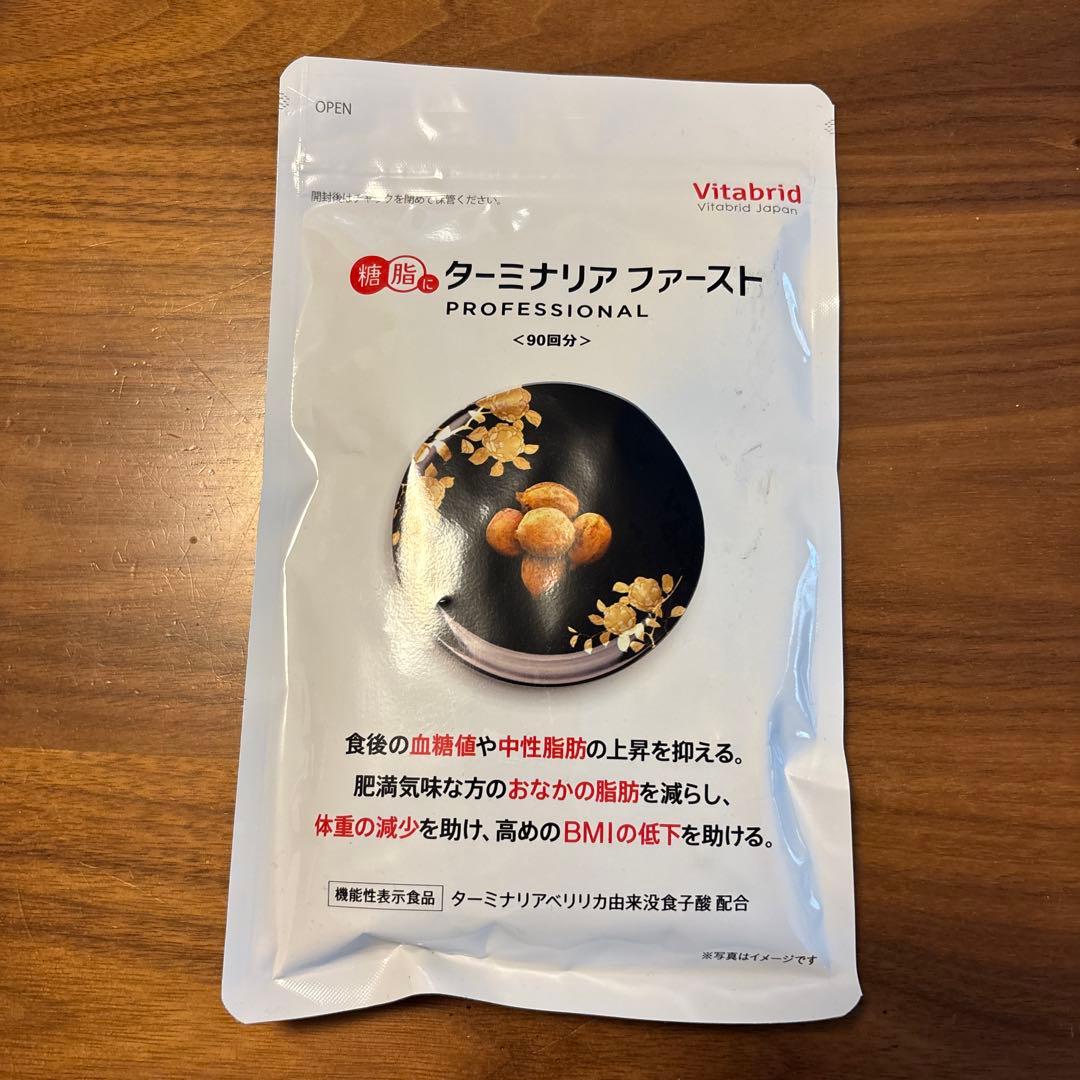 OPEN
開封後はチャックを閉めて保管ください。
Vitabrid
Vitabrid Japan
糖脂に ターミナリア ファースト
PROFESSIONAL
<90回分>
食後の血糖値や中性脂肪の上昇を抑える。
肥満気味な方のおなかの脂肪を減らし、
体重の減少を助け、高めのBMIの低下を助ける。
機能性表示食品 ターミナリアベリリカ由来没食子酸 配合
※写真はイメージです